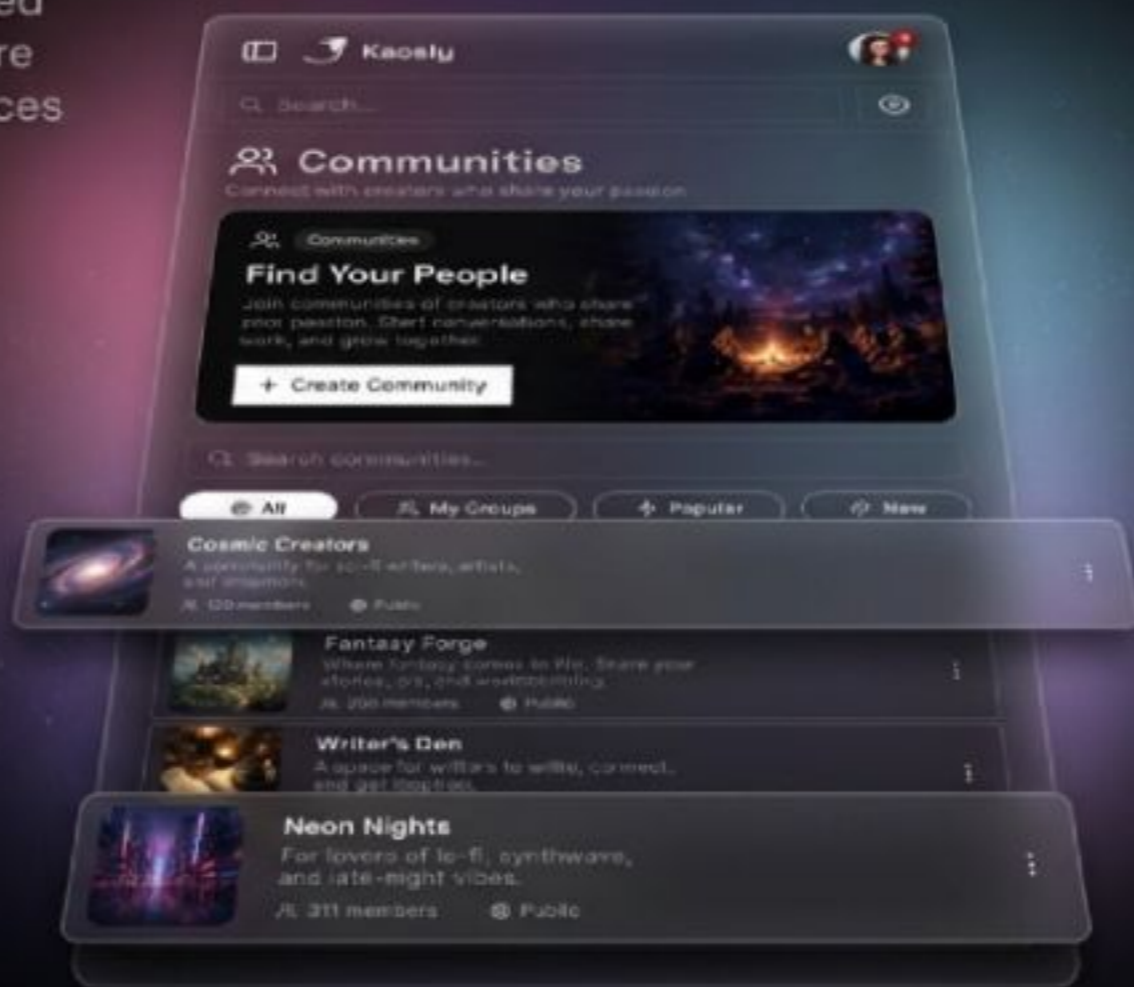 ed
re
ces
Kaosly
Search...
Communities
Connect with creators who share your passion
Communities
Find Your People
Join communities of creators who share
your passion. Start conversations, share
work, and grow together.
+ Create Community
Search communities...
All
My Groups
Popular
New
Cosmic Creators
A community for sci-fi writers, artists,
and
120 members
Public
Fantasy Forge
Where fantasy comes to life. Share your
stories, art, and worldbuilding.
200 members
Public
Writer's Den
A space for writers to write, connect,
and get
Neon Nights
For lovers of lo-fi, synthwave,
and late-night vibes.
311 members
Public